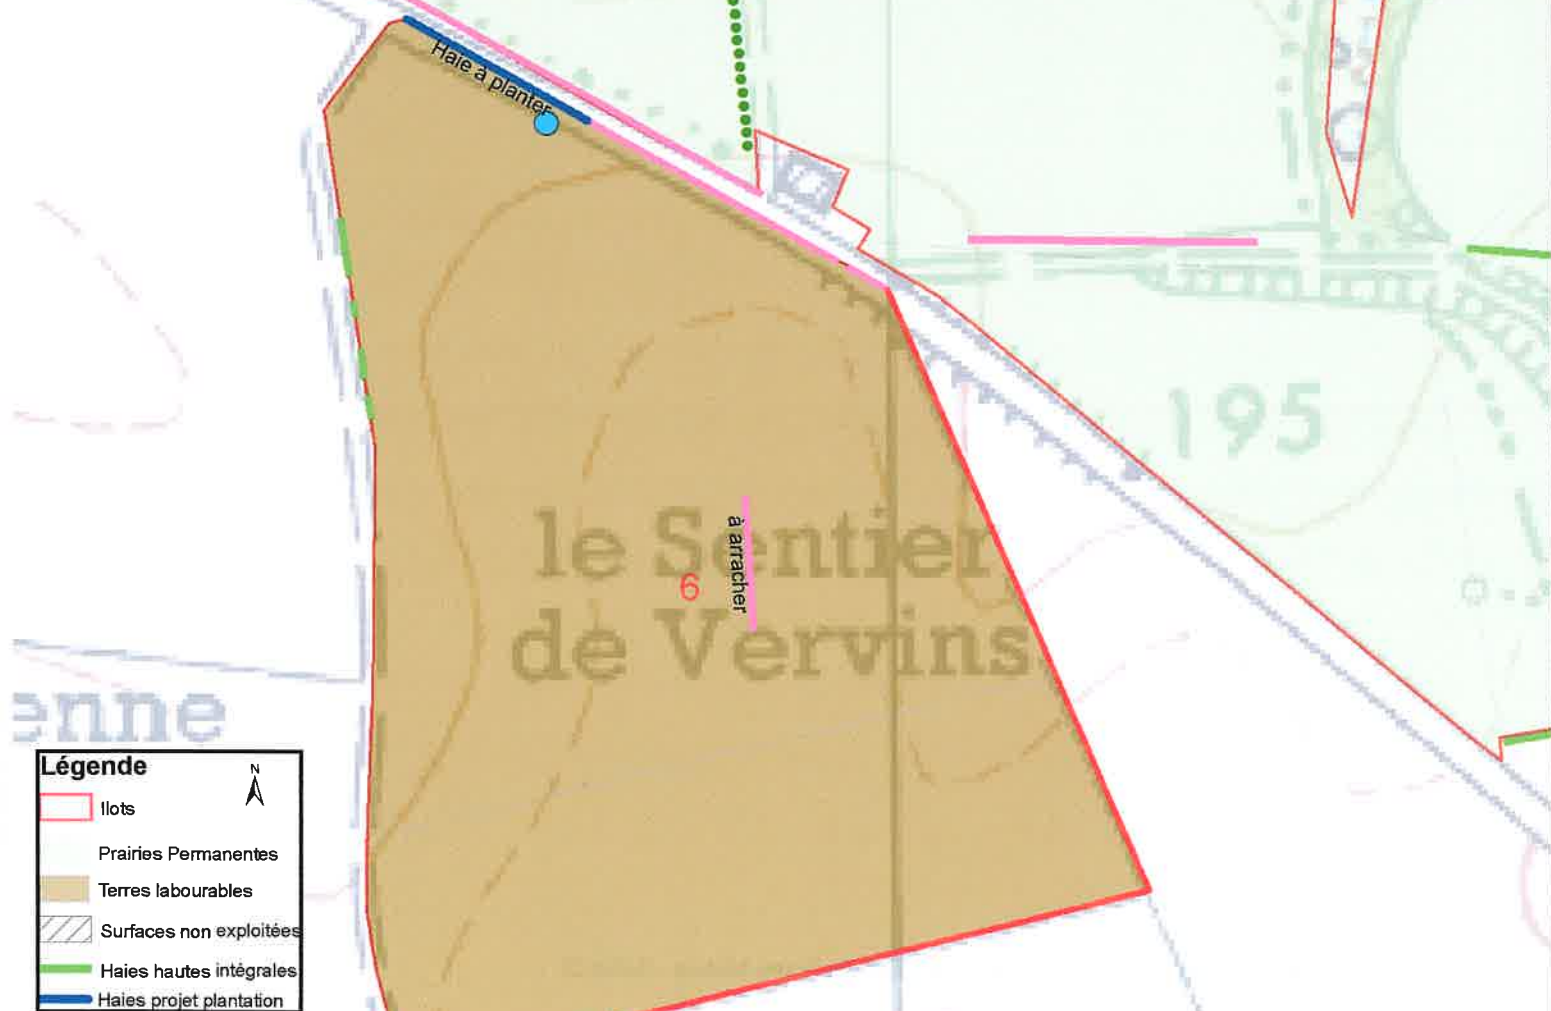 Haie à planter
195
le Sentier
à arracher
6
de Vervins
enne
Légende
N
Ilots
Prairies Permanentes
Terres labourables
Surfaces non exploitées
Haies hautes intégrales
Haies projet plantation